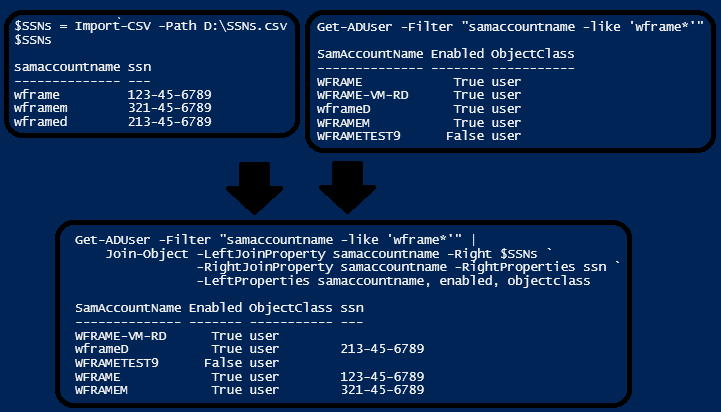 $SSNs = Import-CSV -Path D:\SSNs.csv
$SSNs
samaccountname ssn
-------------- ---
wframe 123-45-6789
wframem 321-45-6789
wframed 213-45-6789
Get-ADUser -Filter "samaccountname -like 'wframe*'"
SamAccountName Enabled ObjectClass
-------------- ------- -----------
WFRAME True user
WFRAME-VM-RD True user
wframeD True user
WFRAMEM True user
WFRAMETEST9 False user
Get-ADUser -Filter "samaccountname -like 'wframe*'" |
Join-Object -LeftJoinProperty samaccountname -Right $SSNs `
-RightJoinProperty samaccountname -RightProperties ssn `
-LeftProperties samaccountname, enabled, objectclass
SamAccountName Enabled ObjectClass ssn
-------------- ------- ----------- ---
WFRAME-VM-RD True user
wframeD True user 213-45-6789
WFRAMETEST9 False user
WFRAME True user 123-45-6789
WFRAMEM True user 321-45-6789